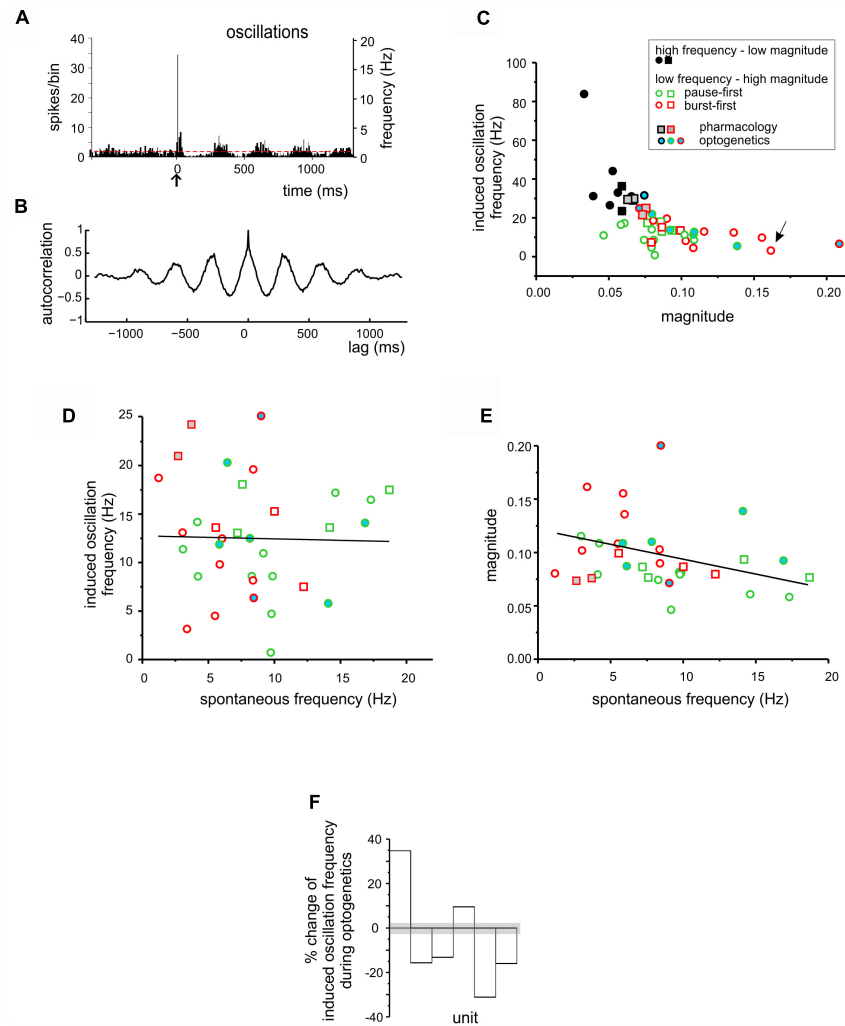 A
oscillations
40
30
20
10
0
spikes/bin
20
15
10
5
0
frequency (Hz)
0
500
1000
time (ms)
B
1
0.5
0
−0.5
−1
autocorrelation
−1000
−500
0
500
1000
lag (ms)
C
100
80
60
40
20
0
induced oscillation
frequency (Hz)
0.00
0.05
0.10
0.15
0.20
magnitude
high frequency - low magnitude
low frequency - high magnitude
pause-first
burst-first
pharmacology
optogenetics
D
25
20
15
10
5
0
induced oscillation
frequency (Hz)
0
5
10
15
20
spontaneous frequency (Hz)
E
0.20
0.15
0.10
0.05
0.00
magnitude
0
5
10
15
20
spontaneous frequency (Hz)
F
40
20
0
-20
-40
% change of
induced oscillation frequency
during optogenetics
unit